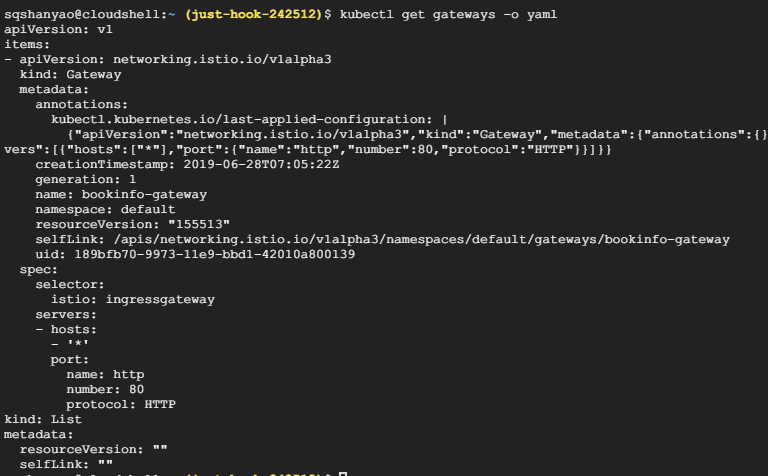 sqshanyao@cloudshell:~ (just-hook-242512)$ kubectl get gateways -o yaml
apiVersion: v1
items:
- apiVersion: networking.istio.io/v1alpha3
  kind: Gateway
  metadata:
    annotations:
      kubectl.kubernetes.io/last-applied-configuration: |
        {"apiVersion":"networking.istio.io/v1alpha3","kind":"Gateway","metadata":{"annotations":{}
vers":[{"hosts":["*"],"port":{"name":"http","number":80,"protocol":"HTTP"}}]}}
    creationTimestamp: 2019-06-28T07:05:22Z
    generation: 1
    name: bookinfo-gateway
    namespace: default
    resourceVersion: "155513"
    selfLink: /apis/networking.istio.io/v1alpha3/namespaces/default/gateways/bookinfo-gateway
    uid: 189bfb70-9973-11e9-bbd1-42010a800139
  spec:
    selector:
      istio: ingressgateway
    servers:
    - hosts:
      - '*'
      port:
        name: http
        number: 80
        protocol: HTTP
kind: List
metadata:
  resourceVersion: ""
  selfLink: ""